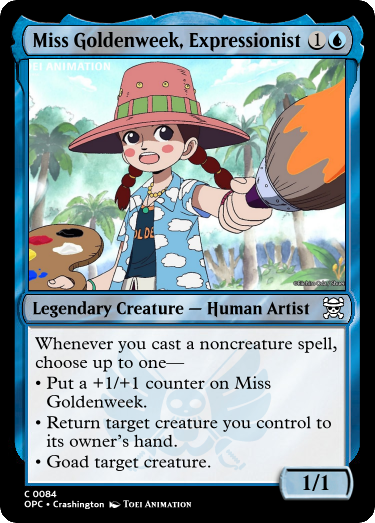 Miss Goldenweek, Expressionist 1
TOEI ANIMATION
Legendary Creature — Human Artist
Whenever you cast a noncreature spell,
choose up to one—
• Put a +1/+1 counter on Miss
Goldenweek.
• Return target creature you control to
its owner's hand.
• Goad target creature.
1/1
C 0084
OPC • Crashington TOEI ANIMATION